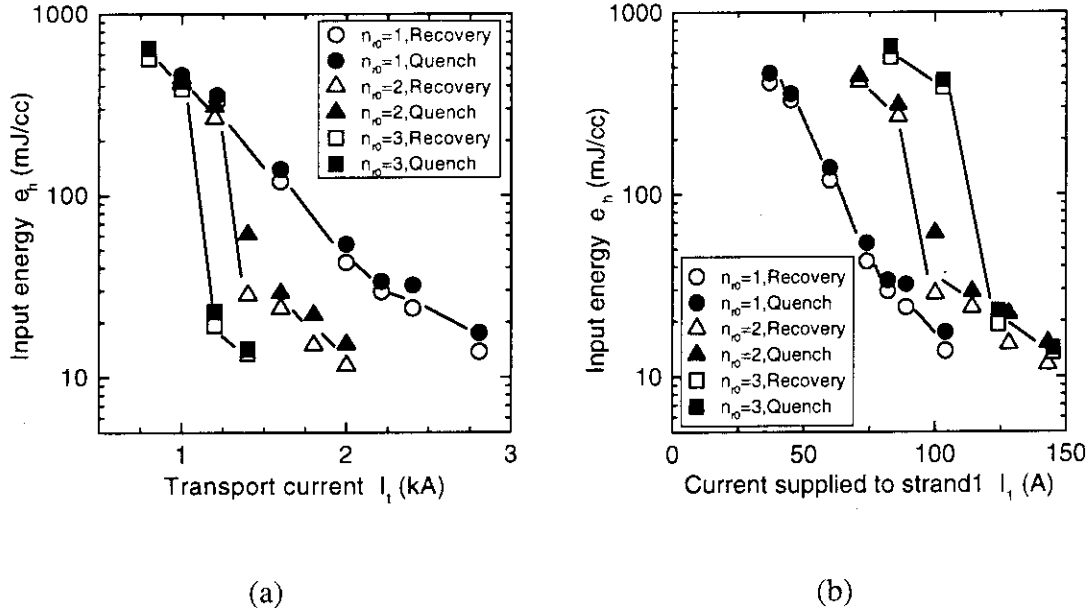 1000
100
10
Input energy e_h (mJ/cc)
n_r0=1,Recovery
n_r0=1,Quench
n_r0=2,Recovery
n_r0=2,Quench
n_r0=3,Recovery
n_r0=3,Quench
1 2 3
Transport current I_t (kA)
(a)
1000
100
10
Input energy e_h (mJ/cc)
n_r0=1,Recovery
n_r0=1,Quench
n_r0=2,Recovery
n_r0=2,Quench
n_r0=3,Recovery
n_r0=3,Quench
0 50 100 150
Current supplied to strand1 I_1 (A)
(b)